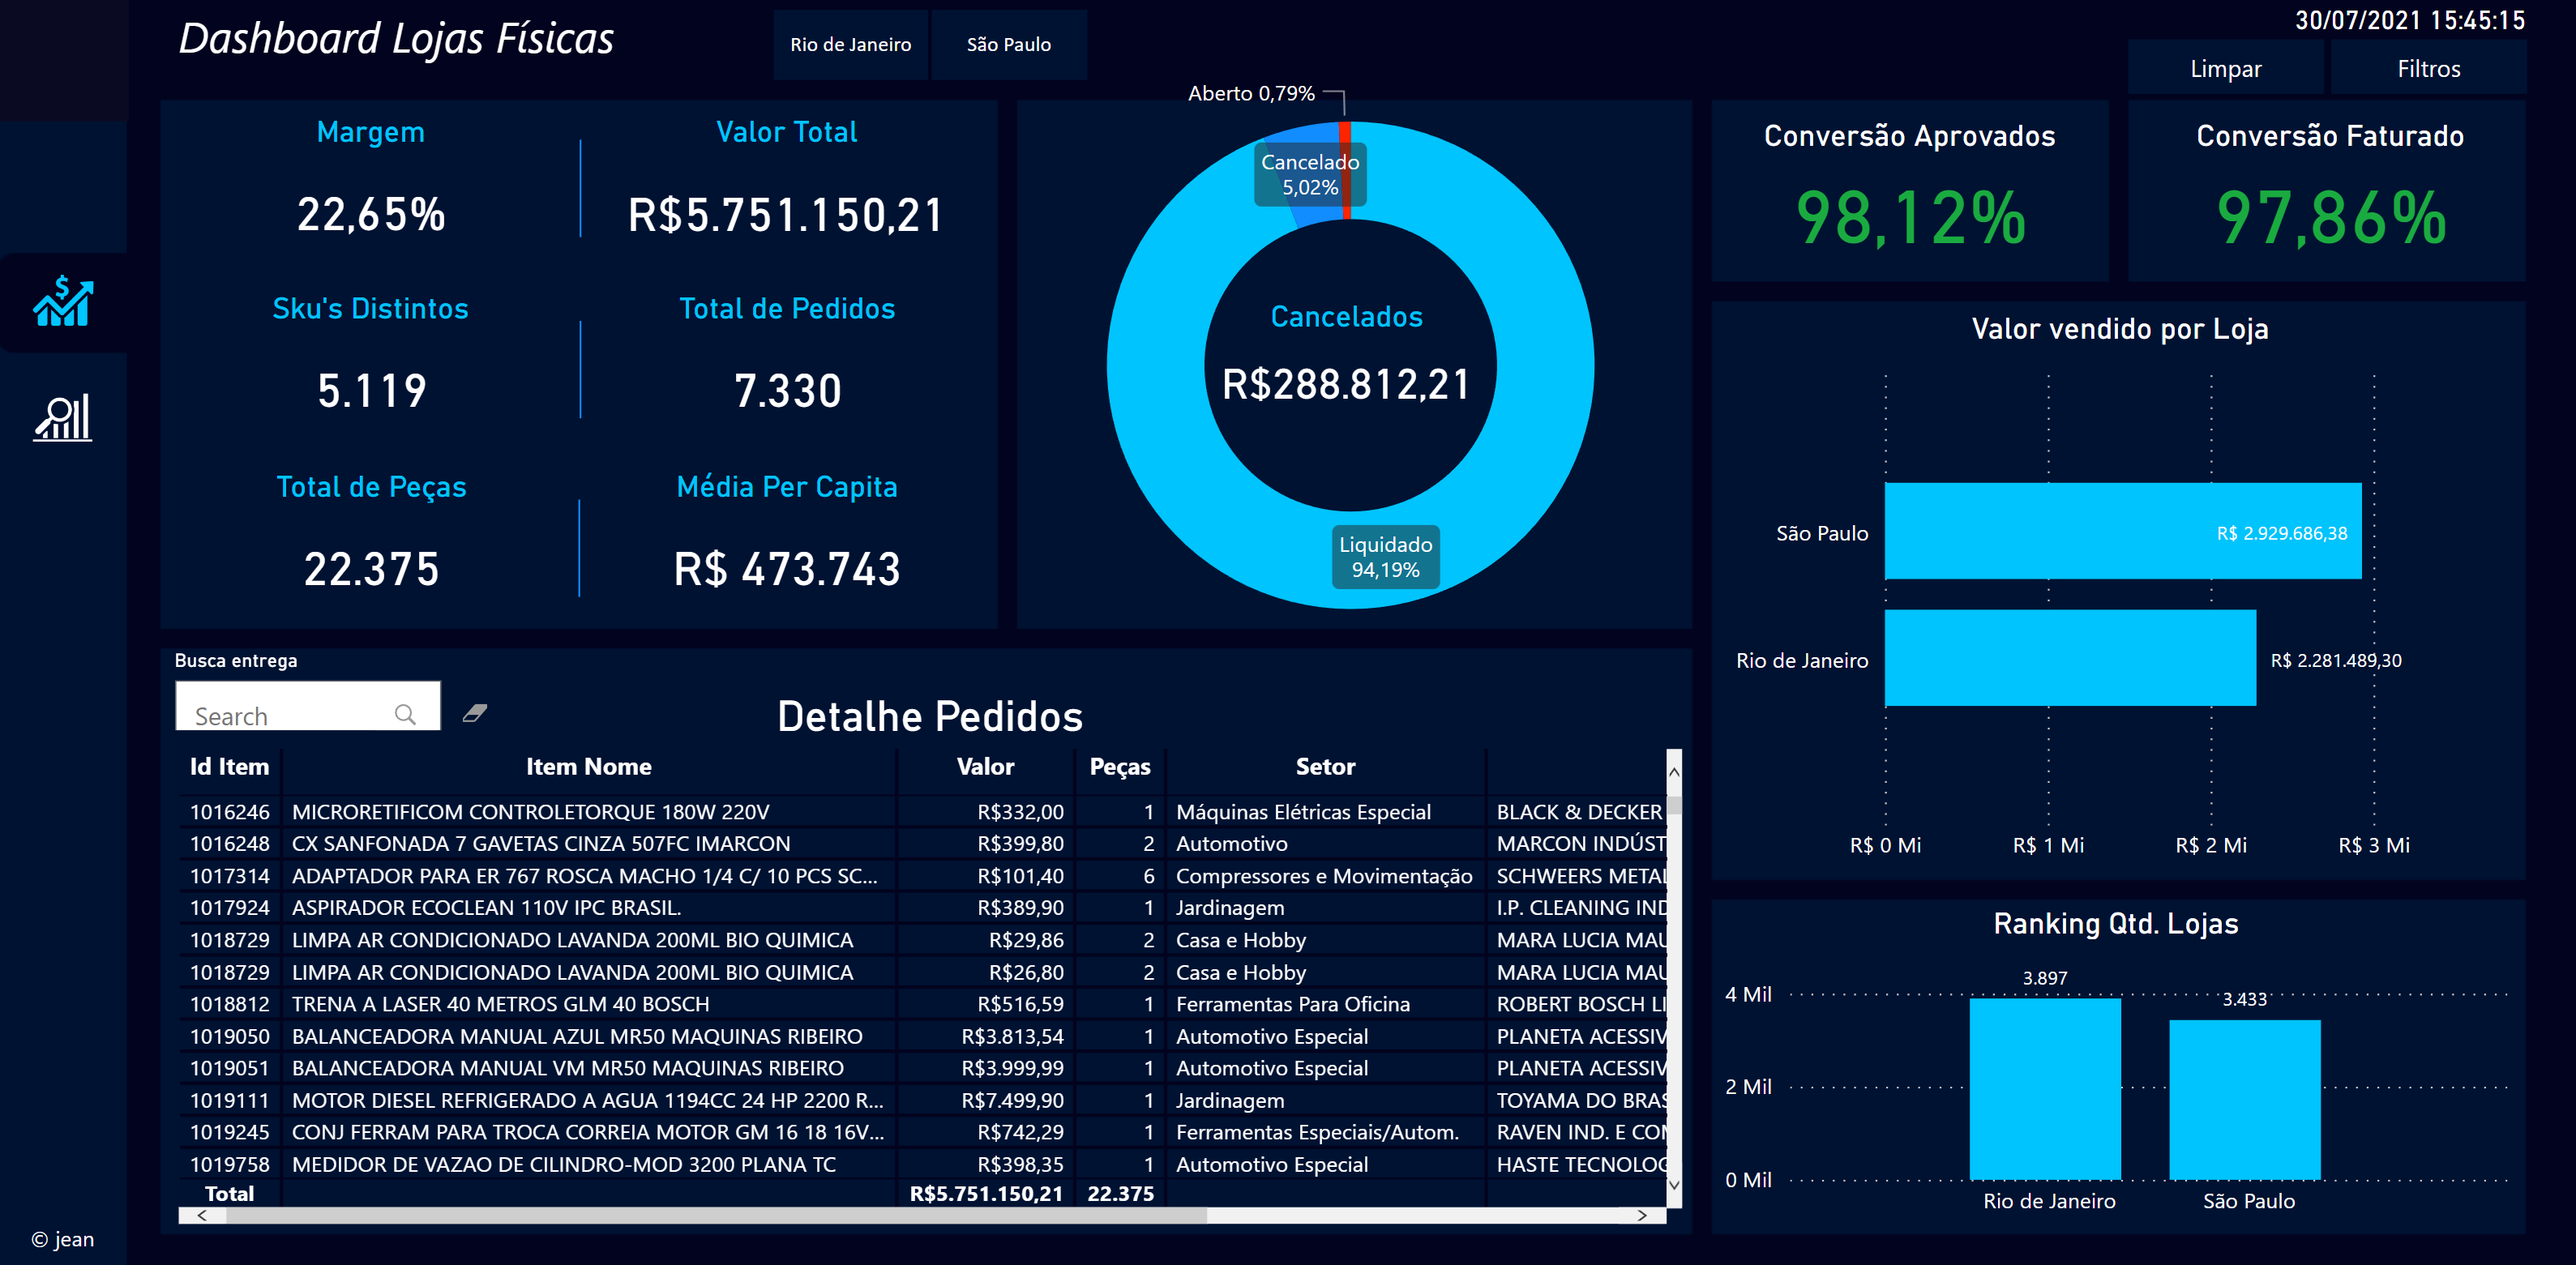 Dashboard Lojas Físicas
Rio de Janeiro
São Paulo
30/07/2021 15:45:15
Limpar
Filtros
Margem
22,65%
Valor Total
R$5.751.150,21
Sku's Distintos
5.119
Total de Pedidos
7.330
Total de Peças
22.375
Média Per Capita
R$ 473.743
Aberto 0,79%
Cancelado
5,02%
Cancelados
R$288.812,21
Liquidado
94,19%
Conversão Aprovados
98,12%
Conversão Faturado
97,86%
Valor vendido por Loja
São Paulo
R$ 2.929.686,38
Rio de Janeiro
R$ 2.281.489,30
R$ 0 Mi
R$ 1 Mi
R$ 2 Mi
R$ 3 Mi
Busca entrega
Search
Detalhe Pedidos
Id Item Item Nome Valor Peças Setor
1016246 MICRORETIFICOM CONTROLETORQUE 180W 220V R$332,00 1 Máquinas Elétricas Especial BLACK & DECKER
1016248 CX SANFONADA 7 GAVETAS CINZA 507FC IMARCON R$399,80 2 Automotivo MARCON INDÚST
1017314 ADAPTADOR PARA ER 767 ROSCA MACHO 1/4 C/ 10 PCS SC... R$101,40 6 Compressores e Movimentação SCHWEERS METAL
1017924 ASPIRADOR ECOCLEAN 110V IPC BRASIL. R$389,90 1 Jardinagem I.P. CLEANING IND
1018729 LIMPA AR CONDICIONADO LAVANDA 200ML BIO QUIMICA R$29,86 2 Casa e Hobby MARA LUCIA MAU
1018729 LIMPA AR CONDICIONADO LAVANDA 200ML BIO QUIMICA R$26,80 2 Casa e Hobby MARA LUCIA MAU
1018812 TRENA A LASER 40 METROS GLM 40 BOSCH R$516,59 1 Ferramentas Para Oficina ROBERT BOSCH LI
1019050 BALANCEADORA MANUAL AZUL MR50 MAQUINAS RIBEIRO R$3.813,54 1 Automotivo Especial PLANETA ACESSIV
1019051 BALANCEADORA MANUAL VM MR50 MAQUINAS RIBEIRO R$3.999,99 1 Automotivo Especial PLANETA ACESSIV
1019111 MOTOR DIESEL REFRIGERADO A AGUA 1194CC 24 HP 2200 R... R$7.499,90 1 Jardinagem TOYAMA DO BRAS
1019245 CONJ FERRAM PARA TROCA CORREIA MOTOR GM 16 18 16V... R$742,29 1 Ferramentas Especiais/Autom. RAVEN IND. E COM
1019758 MEDIDOR DE VAZAO DE CILINDRO-MOD 3200 PLANA TC R$398,35 1 Automotivo Especial HASTE TECNOLOG
Total R$5.751.150,21 22.375
Ranking Qtd. Lojas
4 Mil
2 Mil
0 Mil
3.897
3.433
Rio de Janeiro
São Paulo
© jean